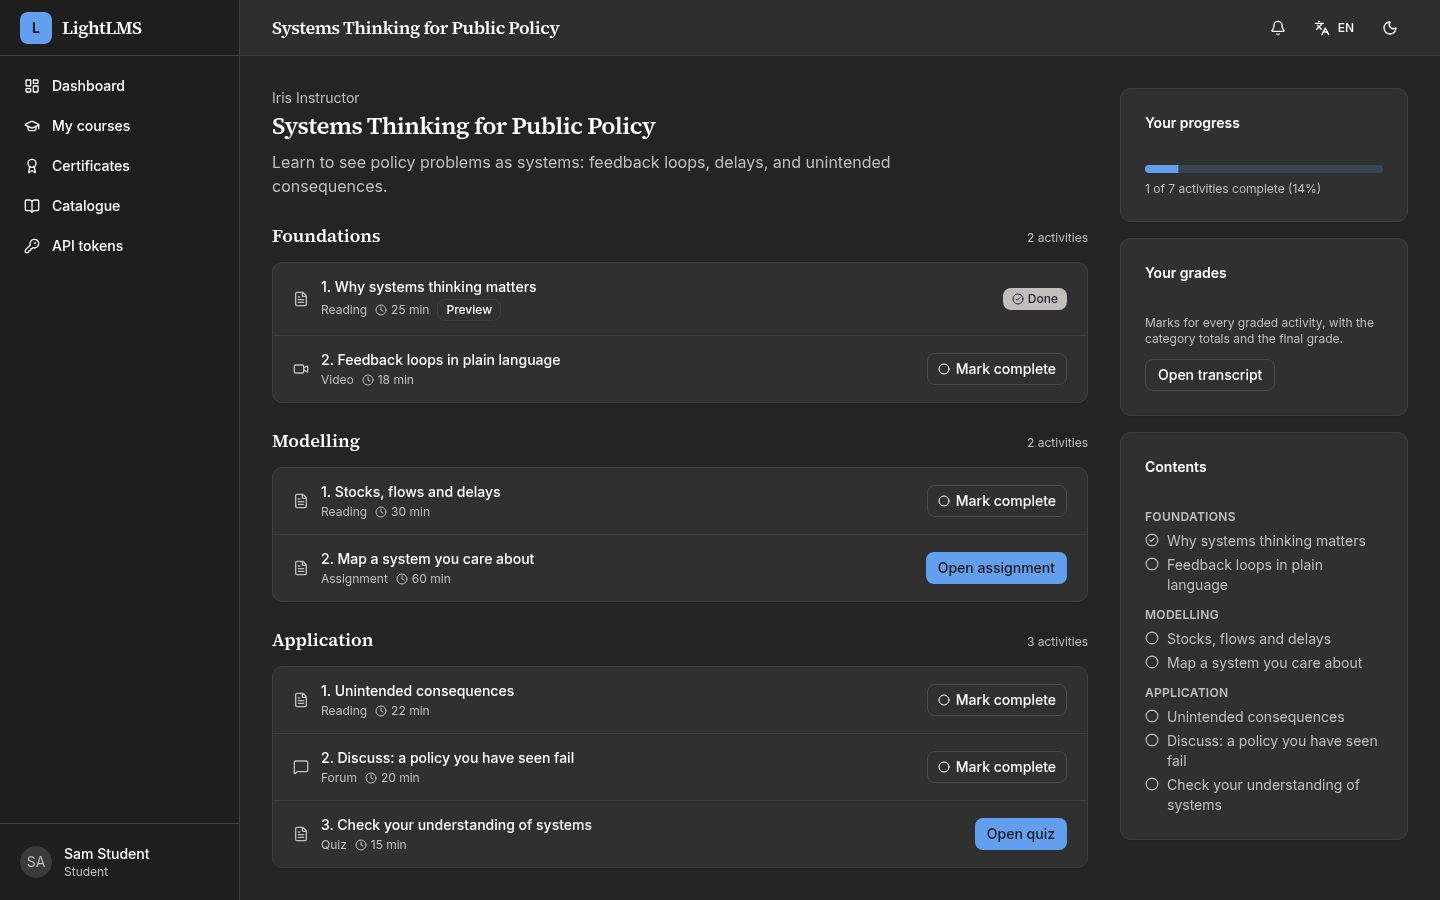 L LightLMS
Dashboard
My courses
Certificates
Catalogue
API tokens
Sam Student
SA
Student
Systems Thinking for Public Policy
EN
Iris Instructor
Systems Thinking for Public Policy
Learn to see policy problems as systems: feedback loops, delays, and unintended
consequences.
Foundations
2 activities
1. Why systems thinking matters
Reading 25 min Preview
Done
2. Feedback loops in plain language
Video 18 min
Mark complete
Modelling
2 activities
1. Stocks, flows and delays
Reading 30 min
Mark complete
2. Map a system you care about
Assignment 60 min
Open assignment
Application
3 activities
1. Unintended consequences
Reading 22 min
Mark complete
2. Discuss: a policy you have seen fail
Forum 20 min
Mark complete
3. Check your understanding of systems
Quiz 15 min
Open quiz
Your progress
1 of 7 activities complete (14%)
Your grades
Marks for every graded activity, with the
category totals and the final grade.
Open transcript
Contents
FOUNDATIONS
Why systems thinking matters
Feedback loops in plain
language
MODELLING
Stocks, flows and delays
Map a system you care about
APPLICATION
Unintended consequences
Discuss: a policy you have seen
fail
Check your understanding of
systems